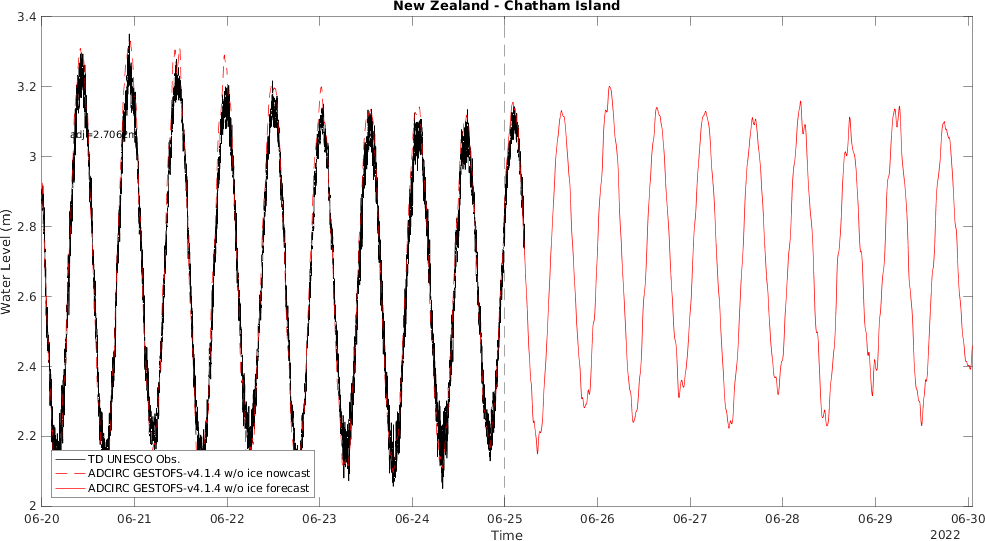 New Zealand - Chatham Island
3.4
3.2
3
2.8
2.6
2.4
2.2
2
Water Level (m)
adj=2.7062m
TD UNESCO Obs.
ADCIRC GESTOFS-v4.1.4 w/o ice nowcast
ADCIRC GESTOFS-v4.1.4 w/o ice forecast
06-20 06-21 06-22 06-23 06-24 06-25 06-26 06-27 06-28 06-29 06-30
Time
2022